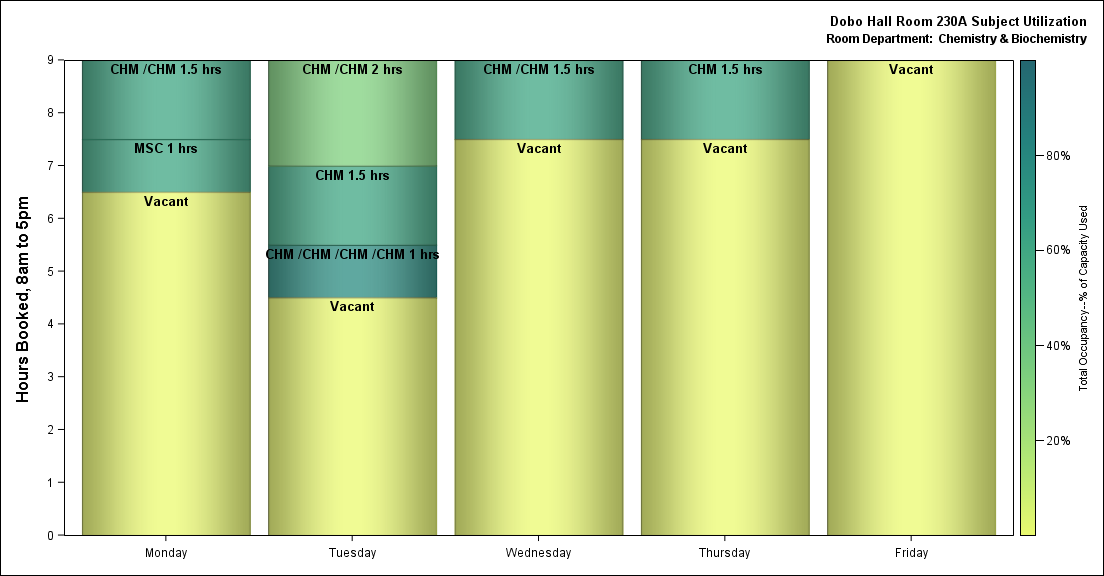 Dobo Hall Room 230A Subject Utilization
Room Department: Chemistry & Biochemistry
Hours Booked, 8am to 5pm
9
8
7
6
5
4
3
2
1
0
CHM /CHM 1.5 hrs
MSC 1 hrs
Vacant
CHM /CHM 2 hrs
CHM 1.5 hrs
CHM /CHM /CHM /CHM 1 hrs
Vacant
CHM /CHM 1.5 hrs
Vacant
CHM 1.5 hrs
Vacant
Vacant
Monday
Tuesday
Wednesday
Thursday
Friday
80%
60%
40%
20%
Total Occupancy--% of Capacity Used